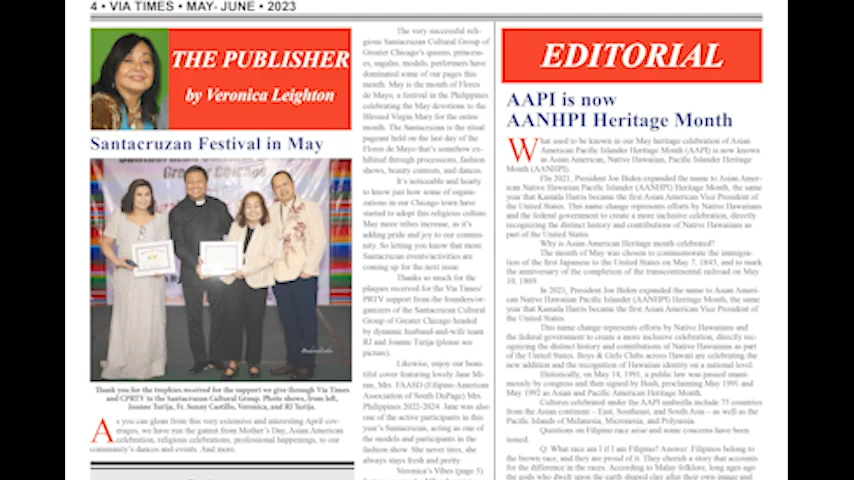 4 • VIA TIMES • MAY- JUNE • 2023
THE PUBLISHER
by Veronica Leighton
Santacruzan Festival in May
Thank you for the trophies received for the support we give through Via Times
and CPRTV to the Santacruzan Cultural Group. Photo shows, from left,
Joanne Turija, Fr. Sunny Castillo, Veronica, and RJ Turija.
As you can gleam from this very extensive and interesting April cov-
erages, we have run the gamut from Mother's Day, Asian American
celebration, religious celebrations, professional happenings, to our
community's dances and events. And more.
The very successful reli-
gious Santacruzan Cultural Group of
Greater Chicago's queens, princess-
es, sagalas, models, performers have
dominated some of our pages this
month. May is the month of Flores
de Mayo, a festival in the Philippines
celebrating the May devotions to the
Blessed Virgin Mary for the entire
month. The Santacruzan is the ritual
pageant held on the last day of the
Flores de Mayo that's somehow ex-
hibited through processions, fashion
shows, beauty contests, and dances.
It's noticeable and hearty
to know just how some of organi-
zations in our Chicago town have
started to adopt this religious culture.
May more tribes increase, as it's
adding pride and joy to our commu-
nity. So letting you know that more
Santacruzan events/activities are
coming up for the next issue.
Thanks so much for the
plaques received for the Via Times/
PRTV support from the founders/or-
ganizers of the Santacruzan Cultural
Group of Greater Chicago headed
by dynamic husband-and-wife team
RJ and Joanne Turija (please see
picture).
Likewise, enjoy our beau-
tiful cover featuring lovely Jane Mi-
ran, Mrs. FAASD (Filipino American
Association of South DuPage) Mrs.
Philippines 2022-2024. Jane was also
one of the active participants in this
year's Santacruzan, acting as one of
the models and participants in the
fashion show. She never tires, she
always stays fresh and pretty.
Veronica's Vibes (page 5)
EDITORIAL
AAPI is now
AANHPI Heritage Month
What used to be known in our May heritage celebration of Asian
American Pacific Islander Heritage Month (AAPI) is now known
as Asian American, Native Hawaiian, Pacific Islander Heritage
Month (AANHPI).
In 2021, President Joe Biden expanded the name to Asian Amer-
ican Native Hawaiian Pacific Islander (AANHPI) Heritage Month, the same
year that Kamala Harris became the first Asian American Vice President of
the United States. This name change represents efforts by Native Hawaiians
and the federal government to create a more inclusive celebration, directly
recognizing the distinct history and contributions of Native Hawaiians as
part of the United States.
Why is Asian American Heritage month celebrated?
The month of May was chosen to commemorate the immigra-
tion of the first Japanese to the United States on May 7, 1843, and to mark
the anniversary of the completion of the transcontinental railroad on May
10, 1869.
In 2021, President Joe Biden expanded the name to Asian Ameri-
can Native Hawaiian Pacific Islander (AANHPI) Heritage Month, the same
year that Kamala Harris became the first Asian American Vice President of
the United States.
This name change represents efforts by Native Hawaiians and
the federal government to create a more inclusive celebration, directly rec-
ognizing the distinct history and contributions of Native Hawaiians as part
of the United States. Boys & Girls Clubs across Hawaii are celebrating the
new addition and the recognition of Hawaiian identity on a national level.
Historically, on May 14, 1991, a public law was passed unani-
mously by congress and then signed by Bush, proclaiming May 1991 and
May 1992 as Asian and Pacific American Heritage Month.
Cultures celebrated under the AAPI umbrella include 75 countries
from the Asian continent – East, Southeast, and South Asia – as well as the
Pacific Islands of Melanesia, Micronesia, and Polynesia.
Questions on Filipino race arise and some concerns have been
issued.
Q. What race am I if I am Filipino? Answer: Filipinos belong to
the brown race, and they are proud of it. They cherish a story that accounts
for the difference in the races. According to Malay folklore, long ages ago
the gods who dwelt upon the earth shaped clay after their own image and